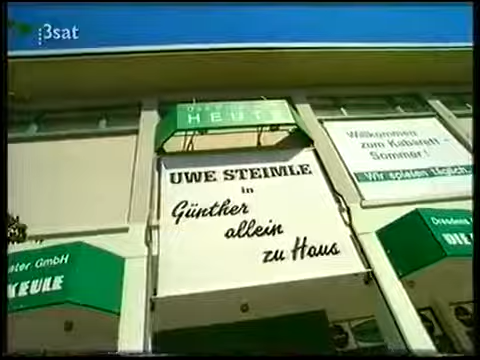 3sat
HEUTE
UWE STEIMLE
in
Günther
allein
zu Haus
Willkommen
zum Kabarett-
Sommer!
Wir spielen täglich.
ater GmbH
KEULE
Dresdens
DIE